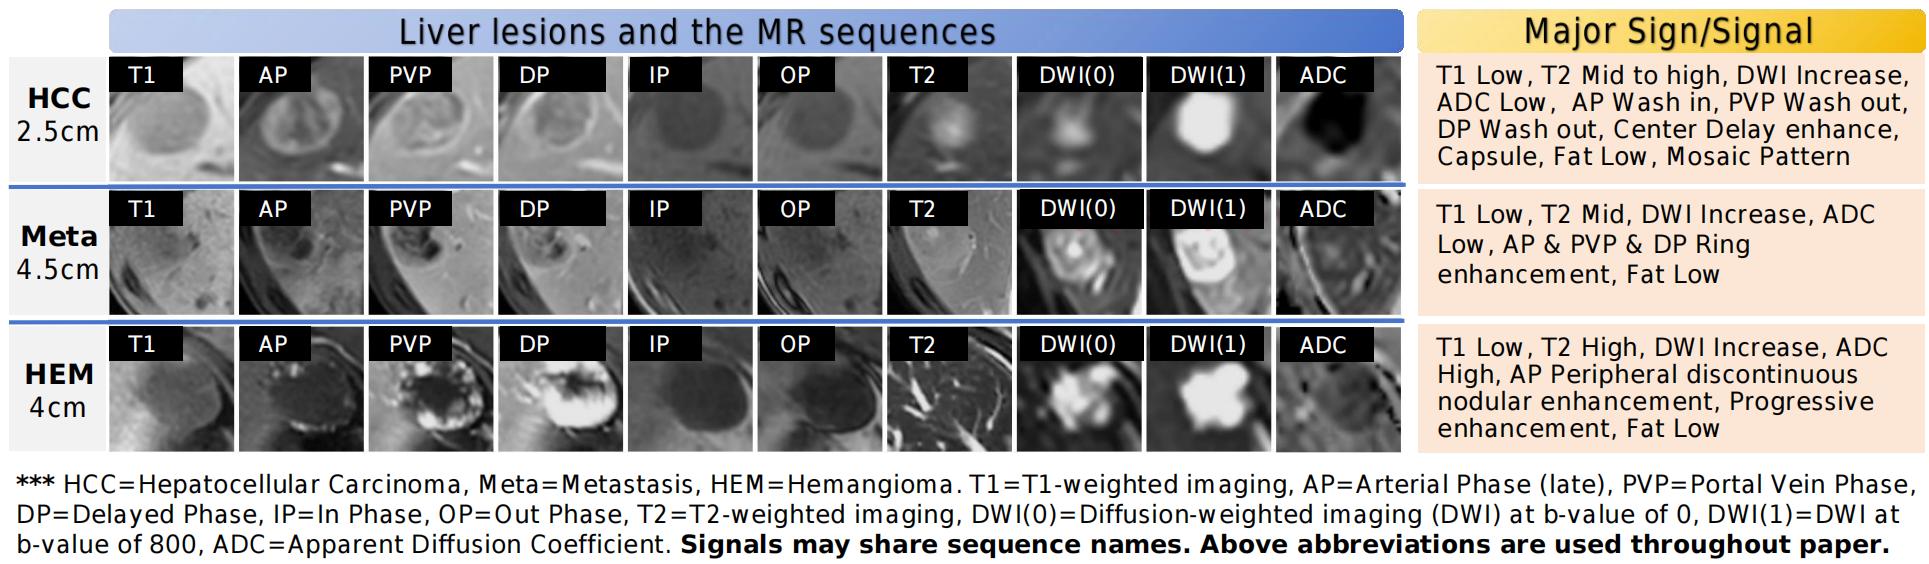 Liver lesions and the MR sequences
Major Sign/Signal
HCC
2.5cm
T1 AP PVP DP IP OP T2 DWI(0) DWI(1) ADC
T1 Low, T2 Mid to high, DWI Increase,
ADC Low, AP Wash in, PVP Wash out,
DP Wash out, Center Delay enhance,
Capsule, Fat Low, Mosaic Pattern
Meta
4.5cm
T1 AP PVP DP IP OP T2 DWI(0) DWI(1) ADC
T1 Low, T2 Mid, DWI Increase, ADC
Low, AP & PVP & DP Ring
enhancement, Fat Low
HEM
4cm
T1 AP PVP DP IP OP T2 DWI(0) DWI(1) ADC
T1 Low, T2 High, DWI Increase, ADC
High, AP Peripheral discontinuous
nodular enhancement, Progressive
enhancement, Fat Low
*** HCC=Hepatocellular Carcinoma, Meta=Metastasis, HEM=Hemangioma. T1=T1-weighted imaging, AP=Arterial Phase (late), PVP=Portal Vein Phase,
DP=Delayed Phase, IP=In Phase, OP=Out Phase, T2=T2-weighted imaging, DWI(0)=Diffusion-weighted imaging (DWI) at b-value of 0, DWI(1)=DWI at
b-value of 800, ADC=Apparent Diffusion Coefficient. Signals may share sequence names. Above abbreviations are used throughout paper.